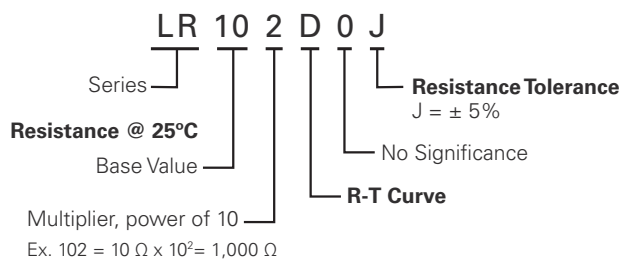 LR 10 2 D 0 J
Series
Resistance Tolerance
J = ± 5%
Resistance @ 25ºC
Base Value
No Significance
R-T Curve
Multiplier, power of 10
Ex. 102 = 10 Ω x 10²= 1,000 Ω